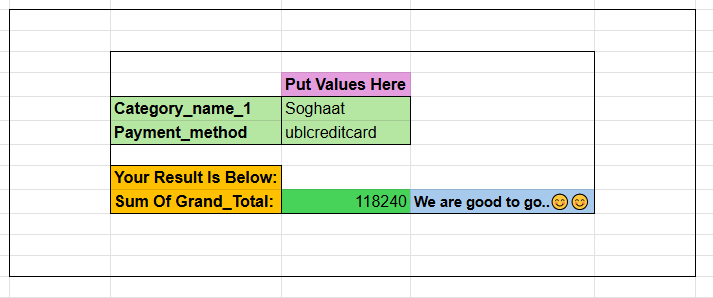 Put Values Here
Category_name_1 Soghaat
Payment_method ublcreditcard
Your Result Is Below:
Sum Of Grand_Total: 118240 We are good to go..😊😊